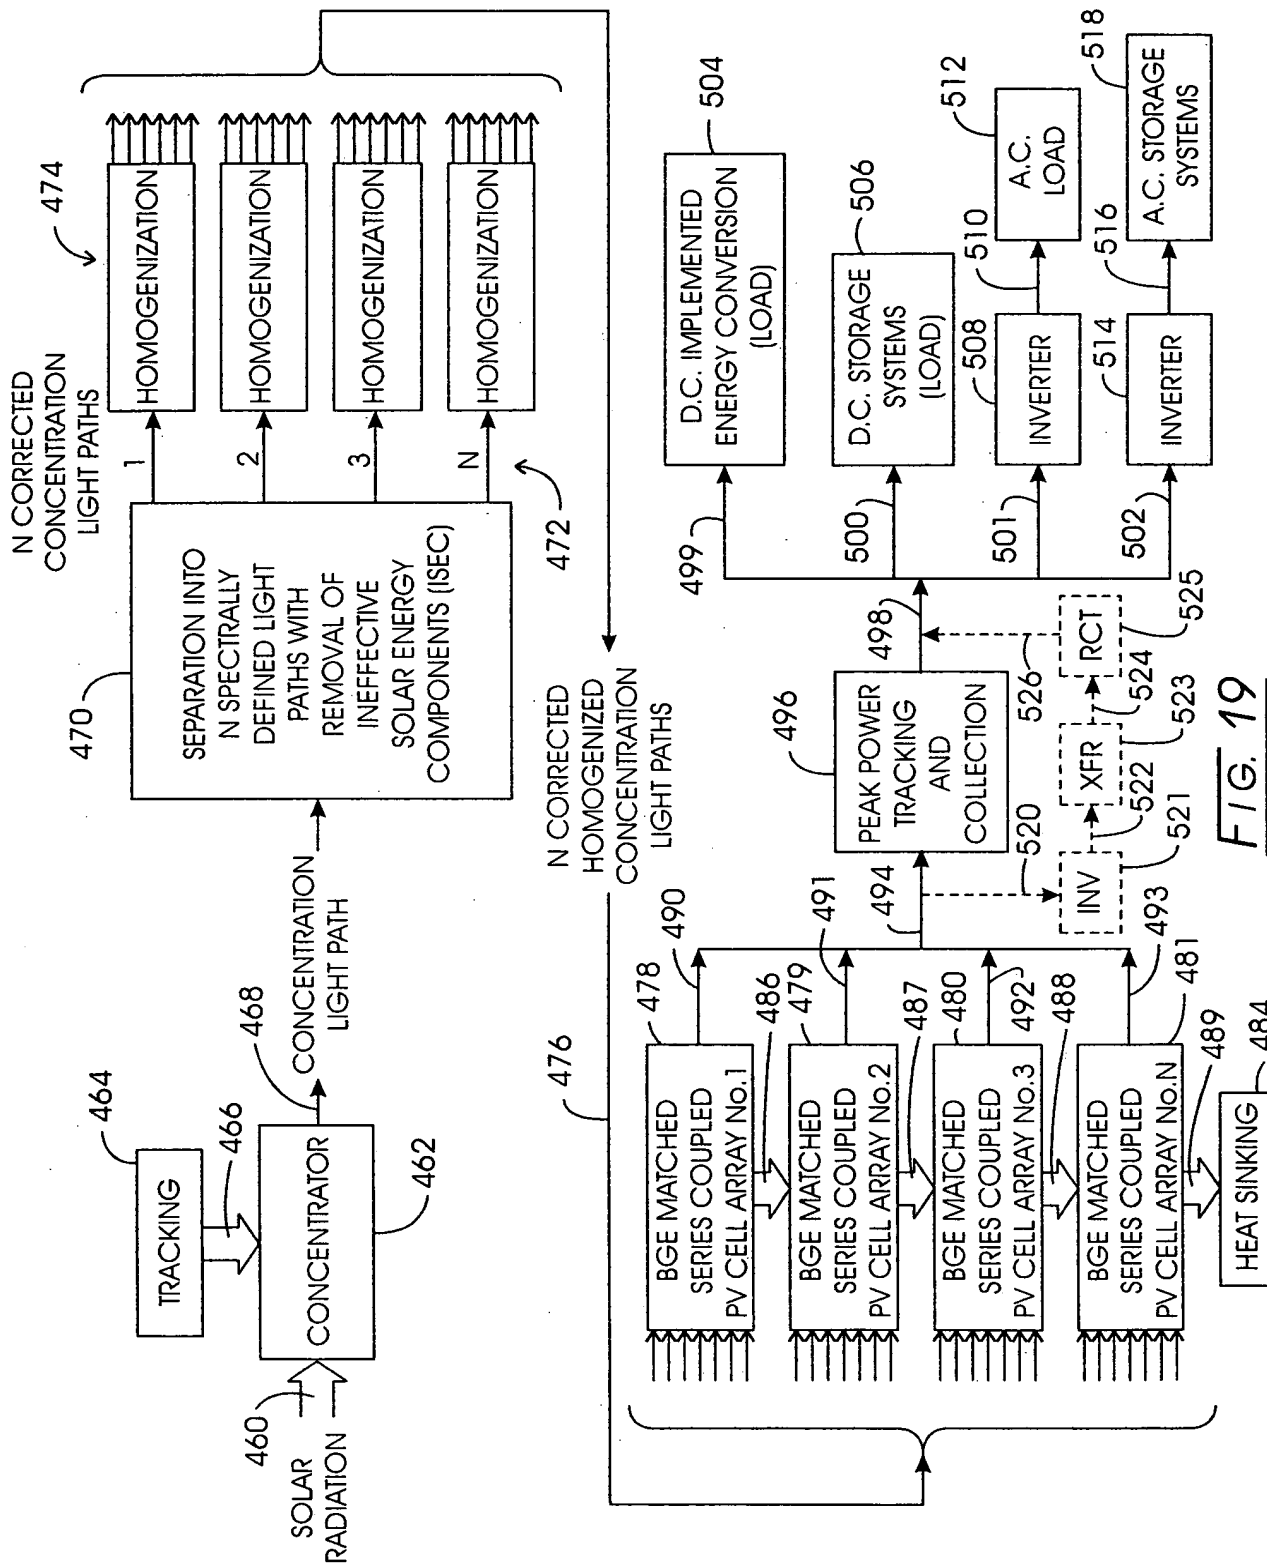 SOLAR
RADIATION
460
TRACKING
464
466
CONCENTRATOR
462
468
CONCENTRATION
LIGHT PATH
470
SEPARATION INTO
N SPECTRALLY
DEFINED LIGHT
PATHS WITH
REMOVAL OF
INEFFECTIVE
SOLAR ENERGY
COMPONENTS (ISEC)
N CORRECTED
CONCENTRATION
LIGHT PATHS
1
2
3
N
472
474
HOMOGENIZATION
HOMOGENIZATION
HOMOGENIZATION
HOMOGENIZATION
476
N CORRECTED
HOMOGENIZED
CONCENTRATION
LIGHT PATHS
BGE MATCHED
SERIES COUPLED
PV CELL ARRAY No.1
478
490
486
BGE MATCHED
SERIES COUPLED
PV CELL ARRAY No.2
479
491
487
BGE MATCHED
SERIES COUPLED
PV CELL ARRAY No.3
480
492
488
BGE MATCHED
SERIES COUPLED
PV CELL ARRAY No.N
481
493
489
HEAT SINKING
484
494
PEAK POWER
TRACKING
AND
COLLECTION
496
498
520
INV
521
522
XFR
523
524
RCT
525
526
499
D.C. IMPLEMENTED
ENERGY CONVERSION
(LOAD)
504
500
D.C. STORAGE
SYSTEMS
(LOAD)
506
501
INVERTER
508
510
A.C.
LOAD
512
502
INVERTER
514
516
A.C. STORAGE
SYSTEMS
518
FIG. 19